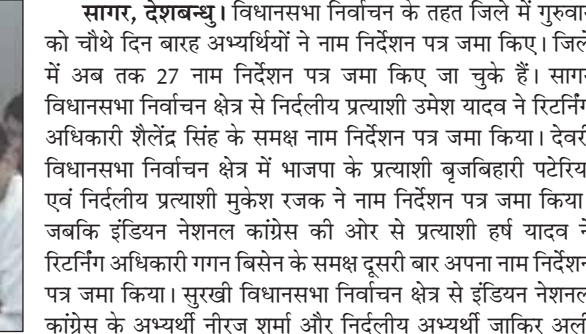 सागर, देशबन्धु। विधानसभा निर्वाचन के तहत जिले में गुरुवार
को चौथे दिन बारह अभ्यर्थियों ने नाम निर्देशन पत्र जमा किए। जिले
में अब तक 27 नाम निर्देशन पत्र जमा किए जा चुके हैं। सागर
विधानसभा निर्वाचन क्षेत्र से निर्दलीय प्रत्याशी उमेश यादव ने रिटर्निंग
अधिकारी शैलेंद्र सिंह के समक्ष नाम निर्देशन पत्र जमा किया। देवरी
विधानसभा निर्वाचन क्षेत्र में भाजपा के प्रत्याशी बृजबिहारी पटेरिया
एवं निर्दलीय प्रत्याशी मुकेश रजक ने नाम निर्देशन पत्र जमा किया
जबकि इंडियन नेशनल कांग्रेस की ओर से प्रत्याशी हर्ष यादव ने
रिटर्निंग अधिकारी गगन बिसेन के समक्ष दूसरी बार अपना नाम निर्देशन
पत्र जमा किया। सुरखी विधानसभा निर्वाचन क्षेत्र से इंडियन नेशनल
कांग्रेस के अभ्यर्थी नीरज शर्मा और निर्दलीय अभ्यर्थी जाकिर